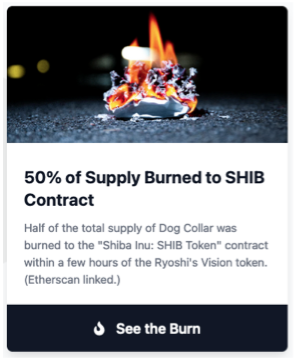 50% of Supply Burned to SHIB
Contract
Half of the total supply of Dog Collar was
burned to the "Shiba Inu: SHIB Token" contract
within a few hours of the Ryoshi's Vision token.
(Etherscan linked.)
See the Burn